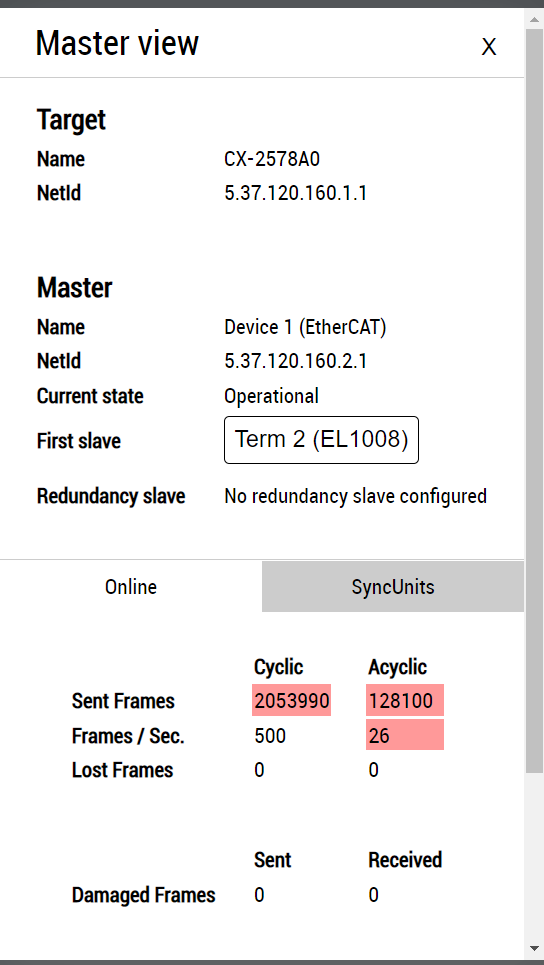 Master view X
Target
Name CX-2578A0
NetId 5.37.120.160.1.1
Master
Name Device 1 (EtherCAT)
NetId 5.37.120.160.2.1
Current state Operational
First slave Term 2 (EL1008)
Redundancy slave No redundancy slave configured
Online SyncUnits
Cyclic Acyclic
Sent Frames 2053990 128100
Frames / Sec. 500 26
Lost Frames 0 0
Sent Received
Damaged Frames 0 0